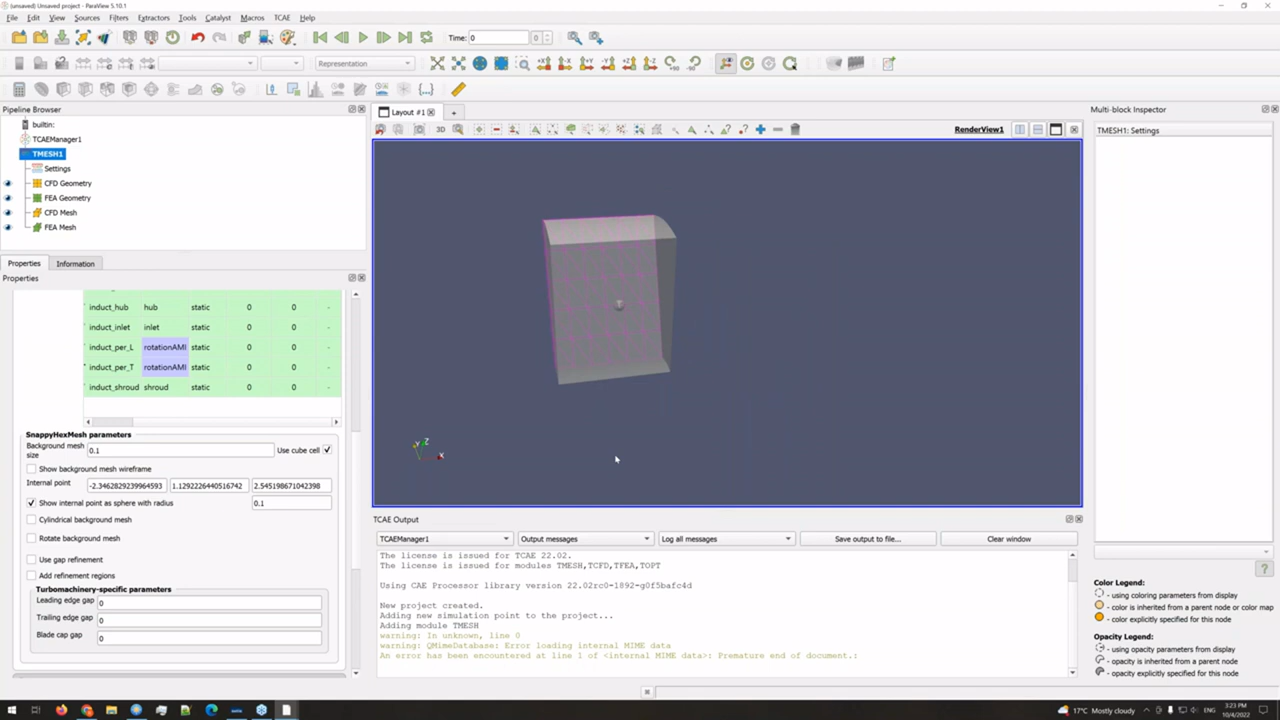 (unsaved) Unsaved project - ParaView 5.10.1
File Edit View Sources Filters Extractors Tools Catalyst Macros TCAE Help
Time: 0 0
Representation
3D
Pipeline Browser
builtin:
TCAEManager1
TMESH1
Settings
CFD Geometry
FEA Geometry
CFD Mesh
FEA Mesh
Properties Information
Properties
induct_hub hub static 0 0 -
induct_inlet inlet static 0 0 -
induct_per_L rotationAMI static 0 0 -
induct_per_T rotationAMI static 0 0 -
induct_shroud shroud static 0 0 -
SnappyHexMesh parameters
Background mesh size 0.1 Use cube cell
Show background mesh wireframe
Internal point -2.3462829239964593 1.1292226440516742 2.545198671042398
Show internal point as sphere with radius 0.1
Cylindrical background mesh
Rotate background mesh
Use gap refinement
Add refinement regions
Turbomachinery-specific parameters
Leading edge gap 0
Trailing edge gap 0
Blade cap gap 0
Layout #1
RenderView1
Y Z X
TCAE Output
TCAEManager1 Output messages Log all messages Save output to file... Clear window
The license is issued for TCAE 22.02.
The license is issued for modules TMESH,TCFD,TFEA,TOPT
Using CAE Processor library version 22.02rc0-1892-g0f5bafc4d
New project created.
Adding new simulation point to the project...
Adding module TMESH
warning: In unknown, line 0
warning: QMimeDatabase: Error loading internal MIME data
An error has been encountered at line 1 of <internal MIME data>: Premature end of document.:
Multi-block Inspector
TMESH1: Settings
Color Legend:
- using coloring parameters from display
- color is inherited from a parent node or color map
- color explicitly specified for this node
Opacity Legend:
- using opacity parameters from display
- opacity is inherited from a parent node
- opacity explicitly specified for this node
17°C Mostly cloudy ENG 3:23 PM
10/4/2022